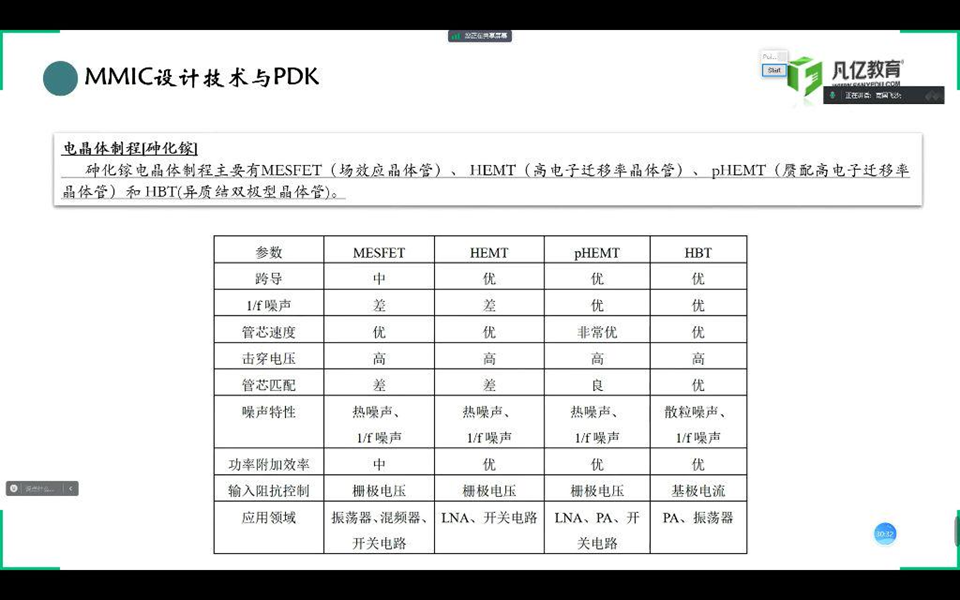 您正在共享屏幕
MMIC设计技术与PDK
Start
凡亿教育
WWW.FANYEDU.COM
电晶体制程[砷化镓]
砷化镓电晶体制程主要有MESFET（场效应晶体管）、HEMT（高电子迁移率晶体管）、pHEMT（赝配高电子迁移率
晶体管）和 HBT(异质结双极型晶体管)。
参数 MESFET HEMT pHEMT HBT
跨导 中 优 优 优
1/f 噪声 差 差 优 优
管芯速度 优 优 非常优 优
击穿电压 高 高 高 高
管芯匹配 差 差 良 优
噪声特性 热噪声、 热噪声、 热噪声、 散粒噪声、
1/f 噪声 1/f 噪声 1/f 噪声 1/f 噪声
功率附加效率 中 优 优 优
输入阻抗控制 栅极电压 栅极电压 栅极电压 基极电流
应用领域 振荡器、混频器、 LNA、开关电路 LNA、PA、开 PA、振荡器
开关电路 关电路
00:32